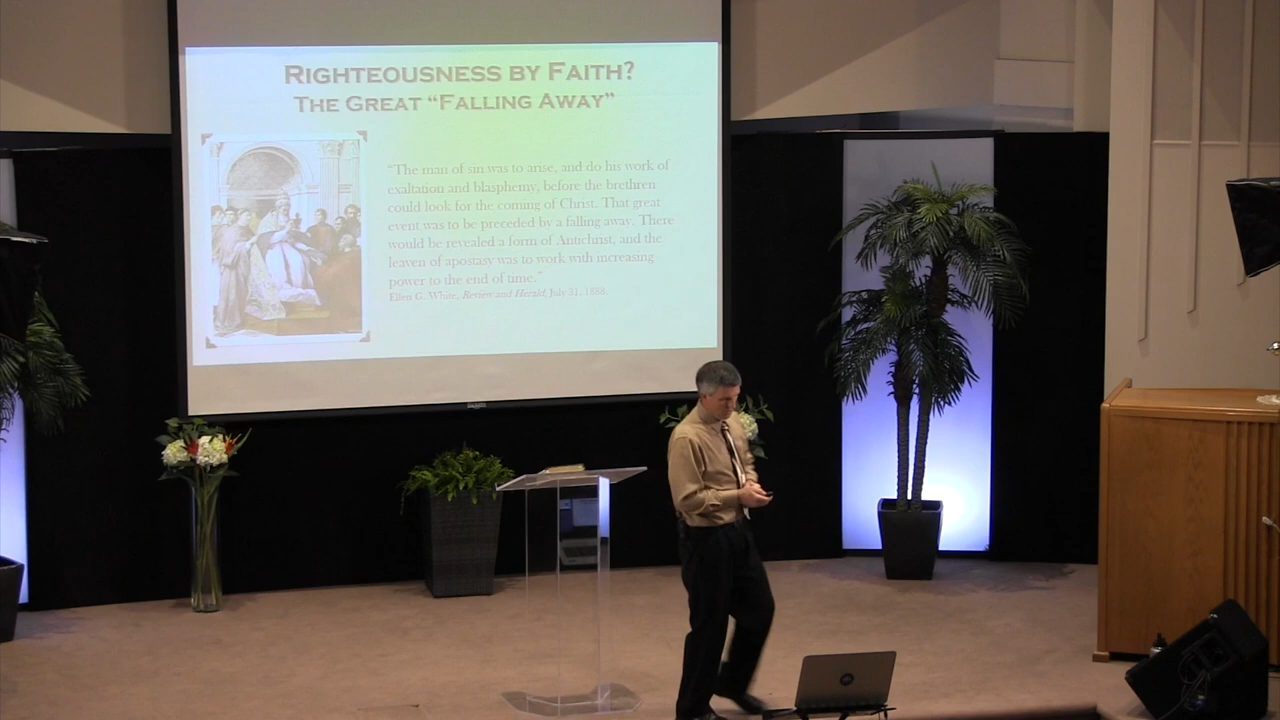 RIGHTEOUSNESS BY FAITH?
THE GREAT “FALLING AWAY”
“The man of sin was to arise, and do his work of
exaltation and blasphemy, before the brethren
could look for the coming of Christ. That great
event was to be preceded by a falling away. There
would be revealed a form of Antichrist, and the
leaven of apostasy was to work with increasing
power to the end of time.”
Ellen G. White, Review and Herald, July 31, 1888.